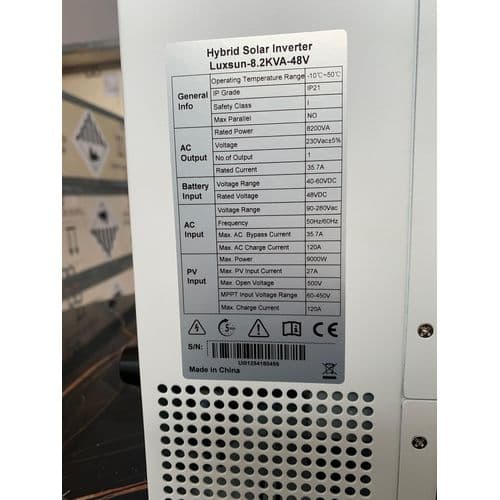 Hybrid Solar Inverter
Luxsun-8.2KVA-48V
General Info
Operating Temperature Range -10℃~50℃
IP Grade IP21
Safety Class I
Max Parallel NO
AC Output
Rated Power 8200VA
Voltage 230Vac±5%
No.of Output 1
Rated Current 35.7A
Battery Input
Voltage Range 40-60VDC
Rated Voltage 48VDC
AC Input
Voltage Range 90-280Vac
Frequency 50Hz/60Hz
Max. AC. Bypass Current 35.7A
Max. AC Charge Current 120A
PV Input
Max. Power 9000W
Max. PV Input Current 27A
Max. Open Voltage 500V
MPPT Input Voltage Range 60-450V
Max. Charge Current 120A
CE
S/N:
Made in China